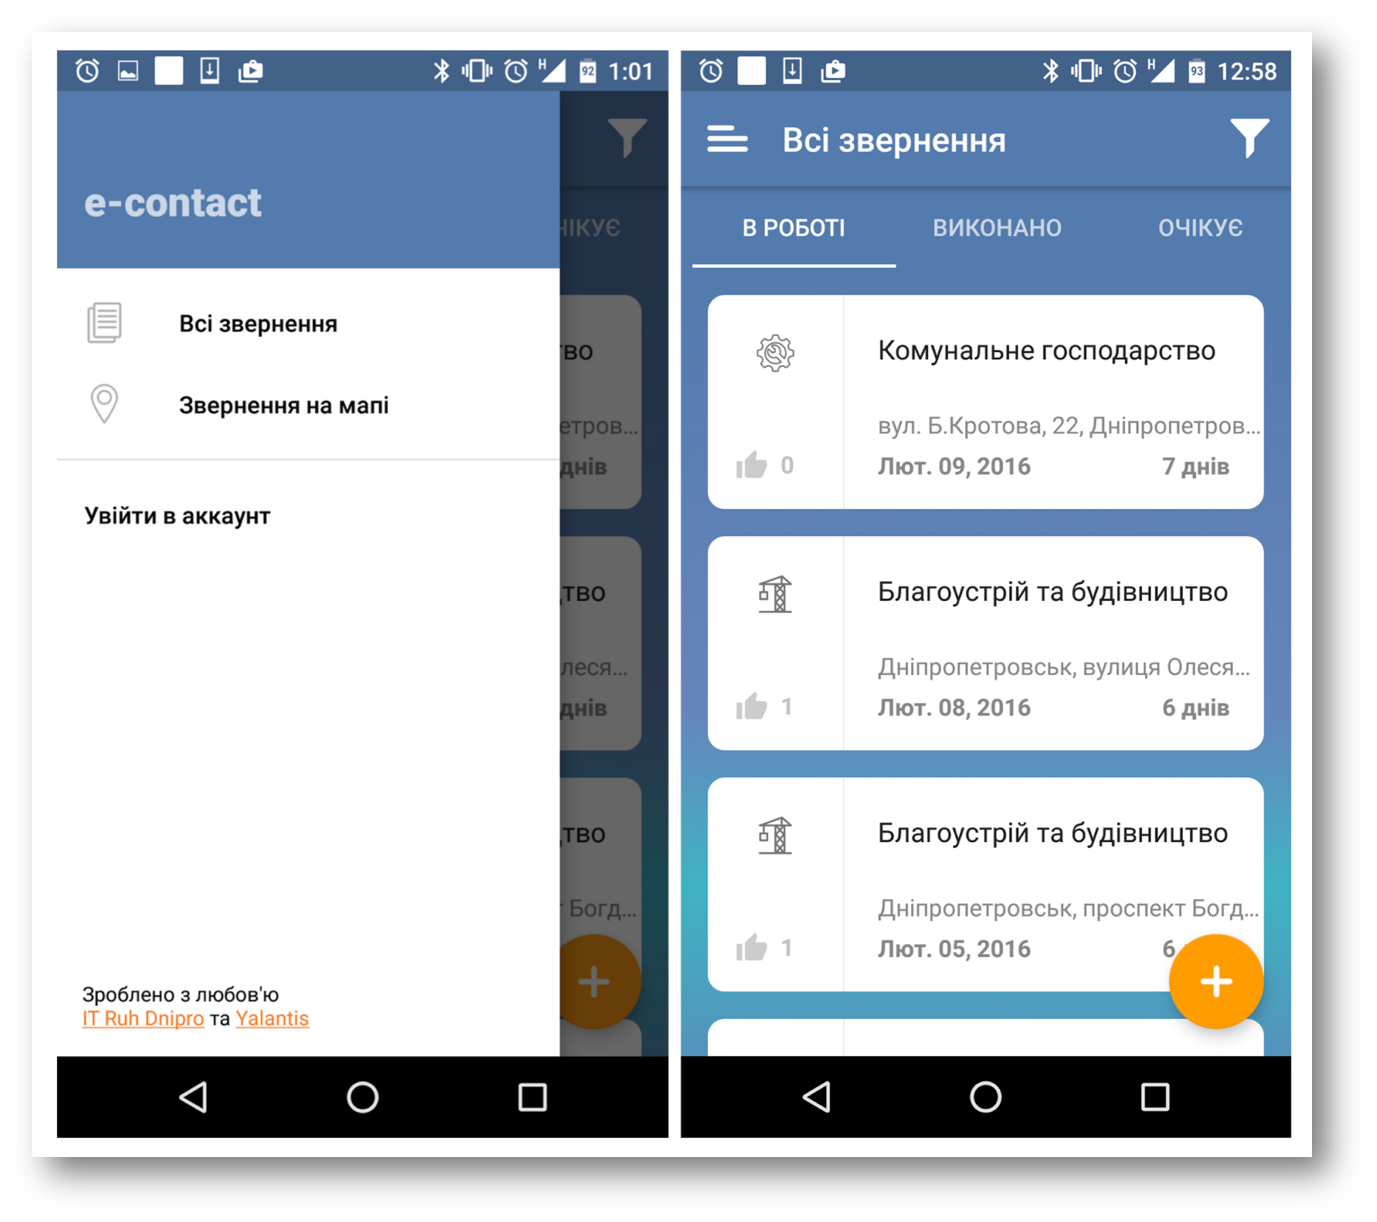 H 92 1:01
e-contact
Всі звернення
Звернення на мапі
Увійти в аккаунт
Зроблено з любов'ю
IT Ruh Dnipro та Yalantis
ЧІКУЄ
тво
етров...
днів
тво
леся...
днів
тво
т Богд...
H 93 12:58
Всі звернення
В РОБОТІ ВИКОНАНО ОЧІКУЄ
Комунальне господарство
вул. Б.Кротова, 22, Дніпропетров...
0 Лют. 09, 2016 7 днів
Благоустрій та будівництво
Дніпропетровськ, вулиця Олеся...
1 Лют. 08, 2016 6 днів
Благоустрій та будівництво
Дніпропетровськ, проспект Богд...
1 Лют. 05, 2016 6